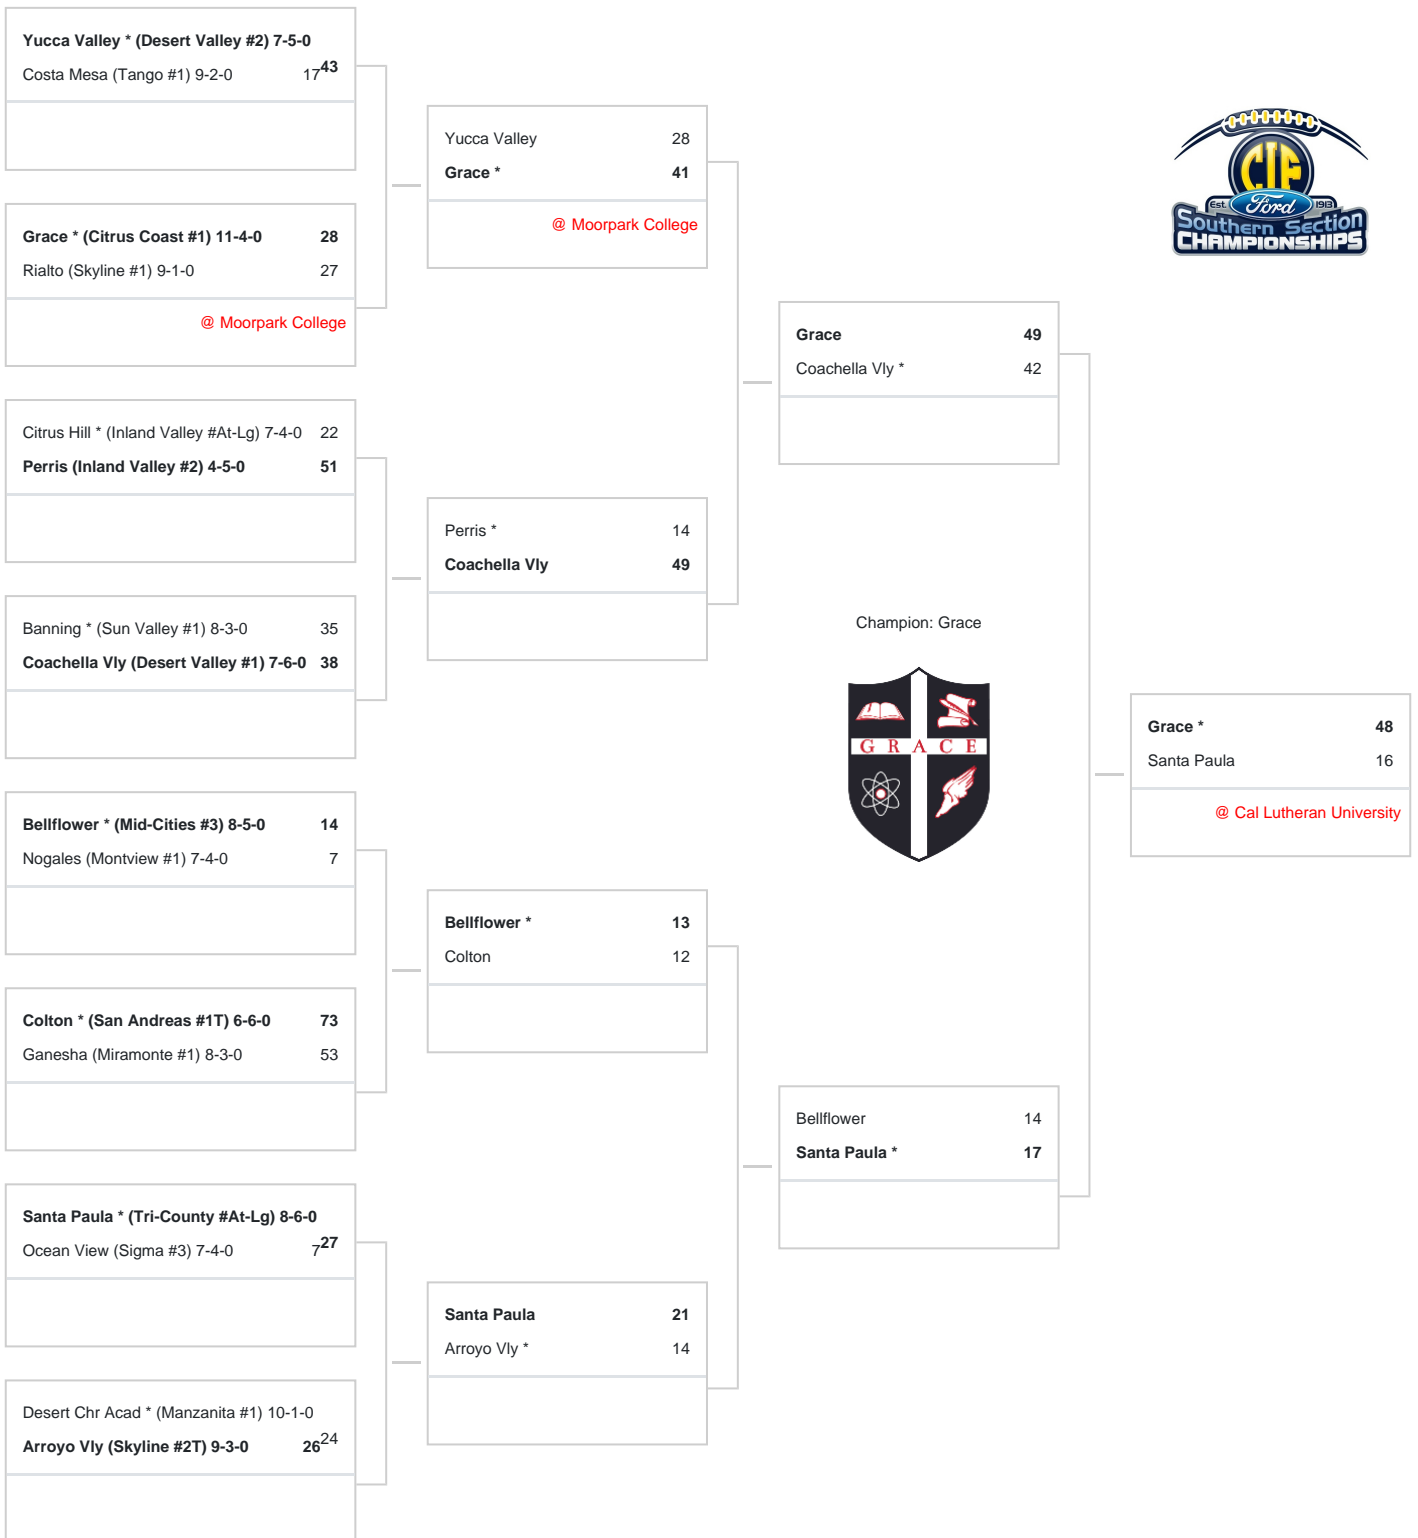 Yucca Valley * (Desert Valley #2) 7-5-0 43
Costa Mesa (Tango #1) 9-2-0 17
Grace * (Citrus Coast #1) 11-4-0 28
Rialto (Skyline #1) 9-1-0 27
@ Moorpark College
Citrus Hill * (Inland Valley #At-Lg) 7-4-0 22
Perris (Inland Valley #2) 4-5-0 51
Banning * (Sun Valley #1) 8-3-0 35
Coachella Vly (Desert Valley #1) 7-6-0 38
Bellflower * (Mid-Cities #3) 8-5-0 14
Nogales (Montview #1) 7-4-0 7
Colton * (San Andreas #1T) 6-6-0 73
Ganesha (Miramonte #1) 8-3-0 53
Santa Paula * (Tri-County #At-Lg) 8-6-0 27
Ocean View (Sigma #3) 7-4-0 7
Desert Chr Acad * (Manzanita #1) 10-1-0 24
Arroyo Vly (Skyline #2T) 9-3-0 26
Yucca Valley 28
Grace * 41
@ Moorpark College
Perris * 14
Coachella Vly 49
Bellflower * 13
Colton 12
Santa Paula 21
Arroyo Vly * 14
Grace 49
Coachella Vly * 42
Bellflower 14
Santa Paula * 17
Champion: Grace
GRACE
Grace * 48
Santa Paula 16
@ Cal Lutheran University
CIF
Est. Ford 1913
Southern Section
CHAMPIONSHIPS